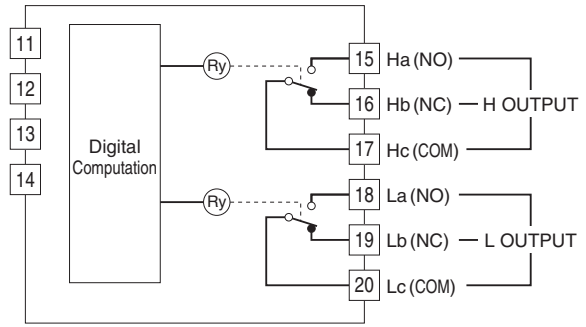 11
12
13
14
Digital
Computation
Ry
15 Ha (NO)
16 Hb (NC) H OUTPUT
17 Hc (COM)
Ry
18 La (NO)
19 Lb (NC) L OUTPUT
20 Lc (COM)